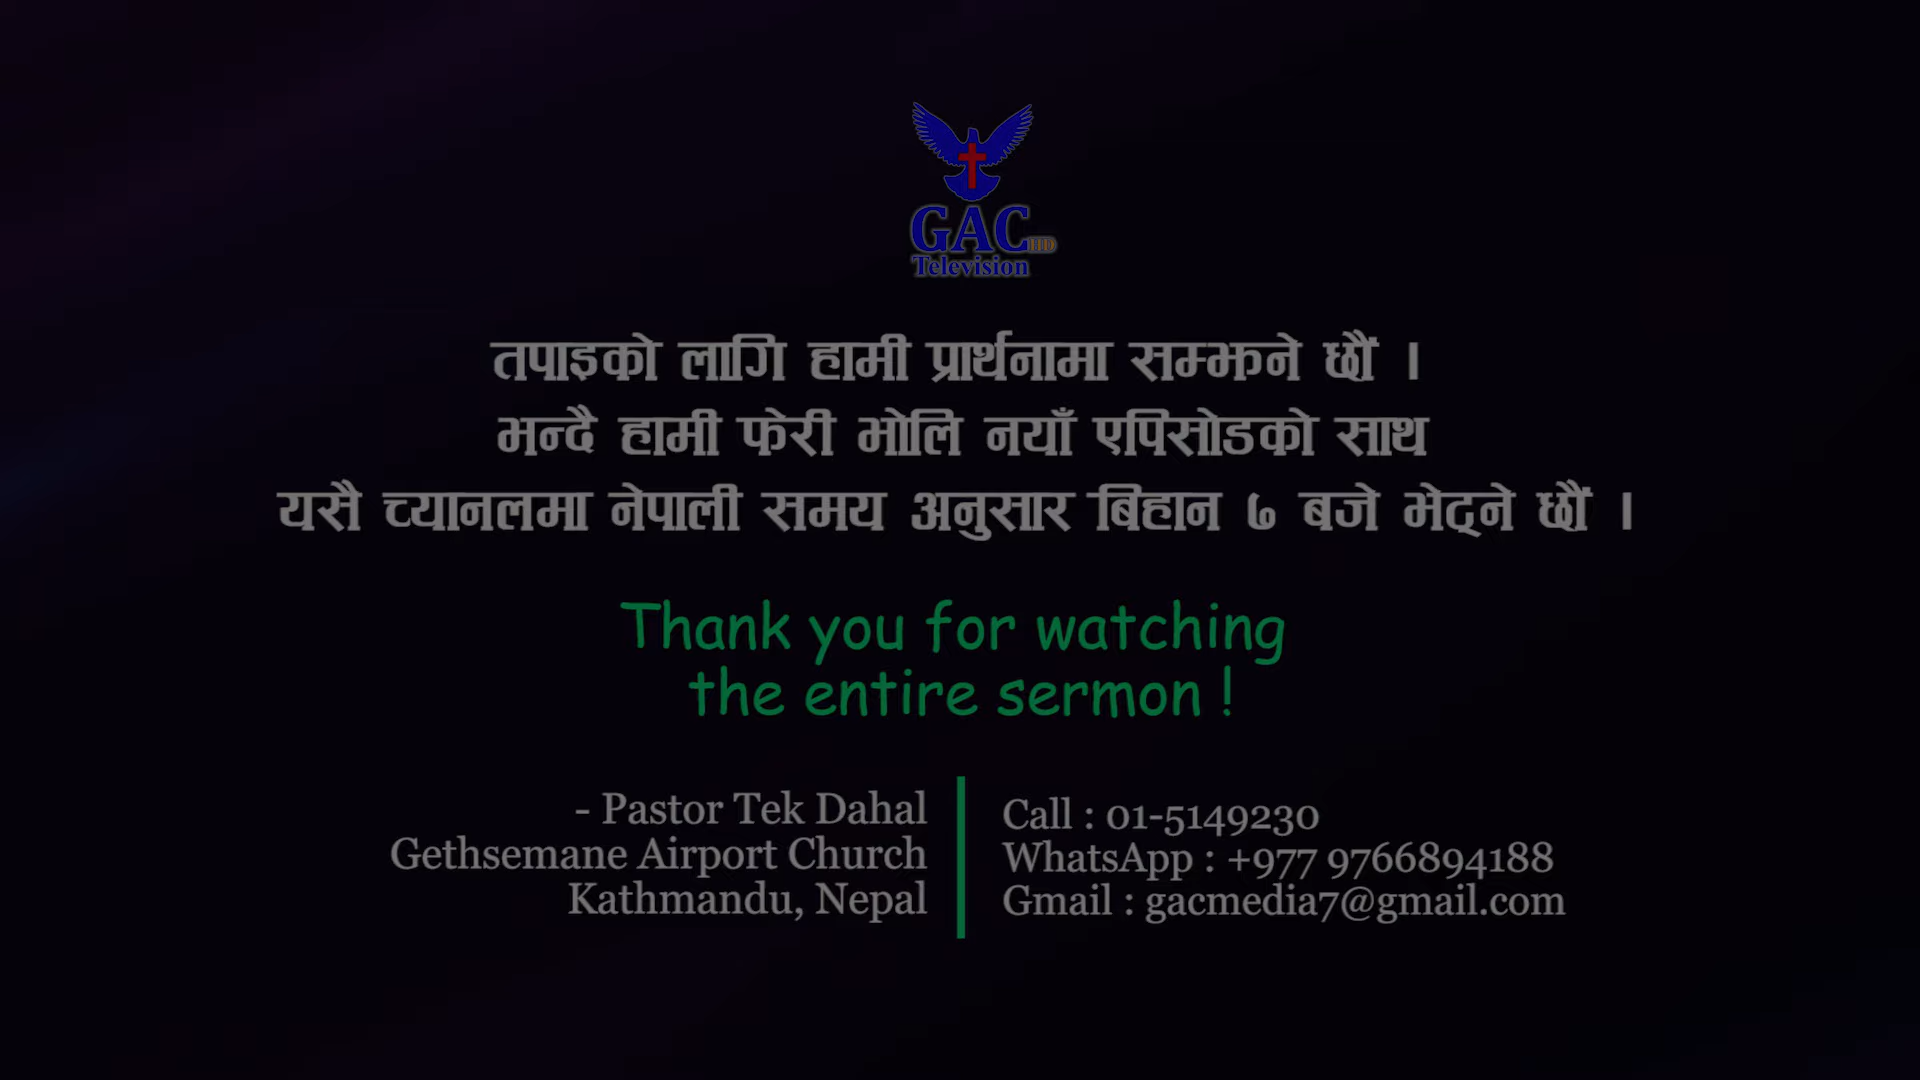 GAC HD
Television
तपाइको लागि हामी प्रार्थनामा सम्झने छौं ।
भन्दै हामी फेरी भोलि नयाँ एपिसोडको साथ
यसै च्यानलमा नेपाली समय अनुसार बिहान ७ बजे भेट्ने छौं ।
Thank you for watching
the entire sermon !
- Pastor Tek Dahal
Gethsemane Airport Church
Kathmandu, Nepal
Call : 01-5149230
WhatsApp : +977 9766894188
Gmail : gacmedia7@gmail.com